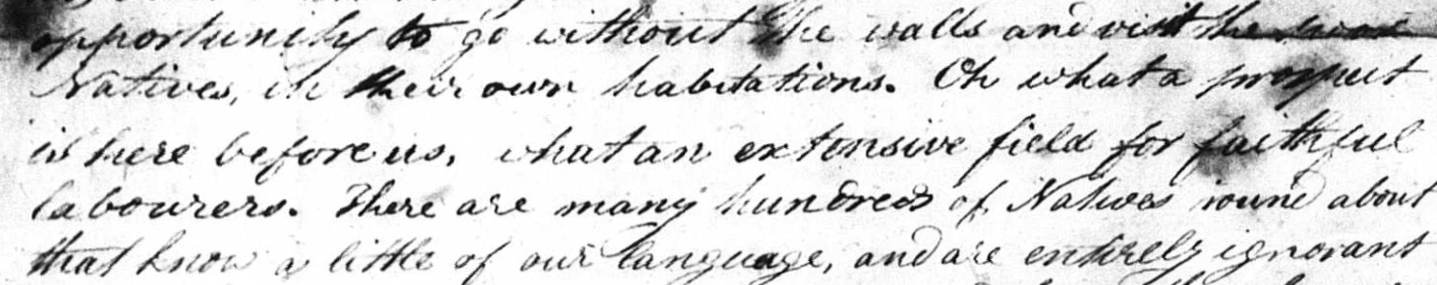 opportunity to go without the walls and visit the
Natives, in their own habitations. Oh what a prospect
is here before us, what an extensive field for faithful
labourers. There are many hundreds of Natives round about
that know a little of our language, and are entirely ignorant